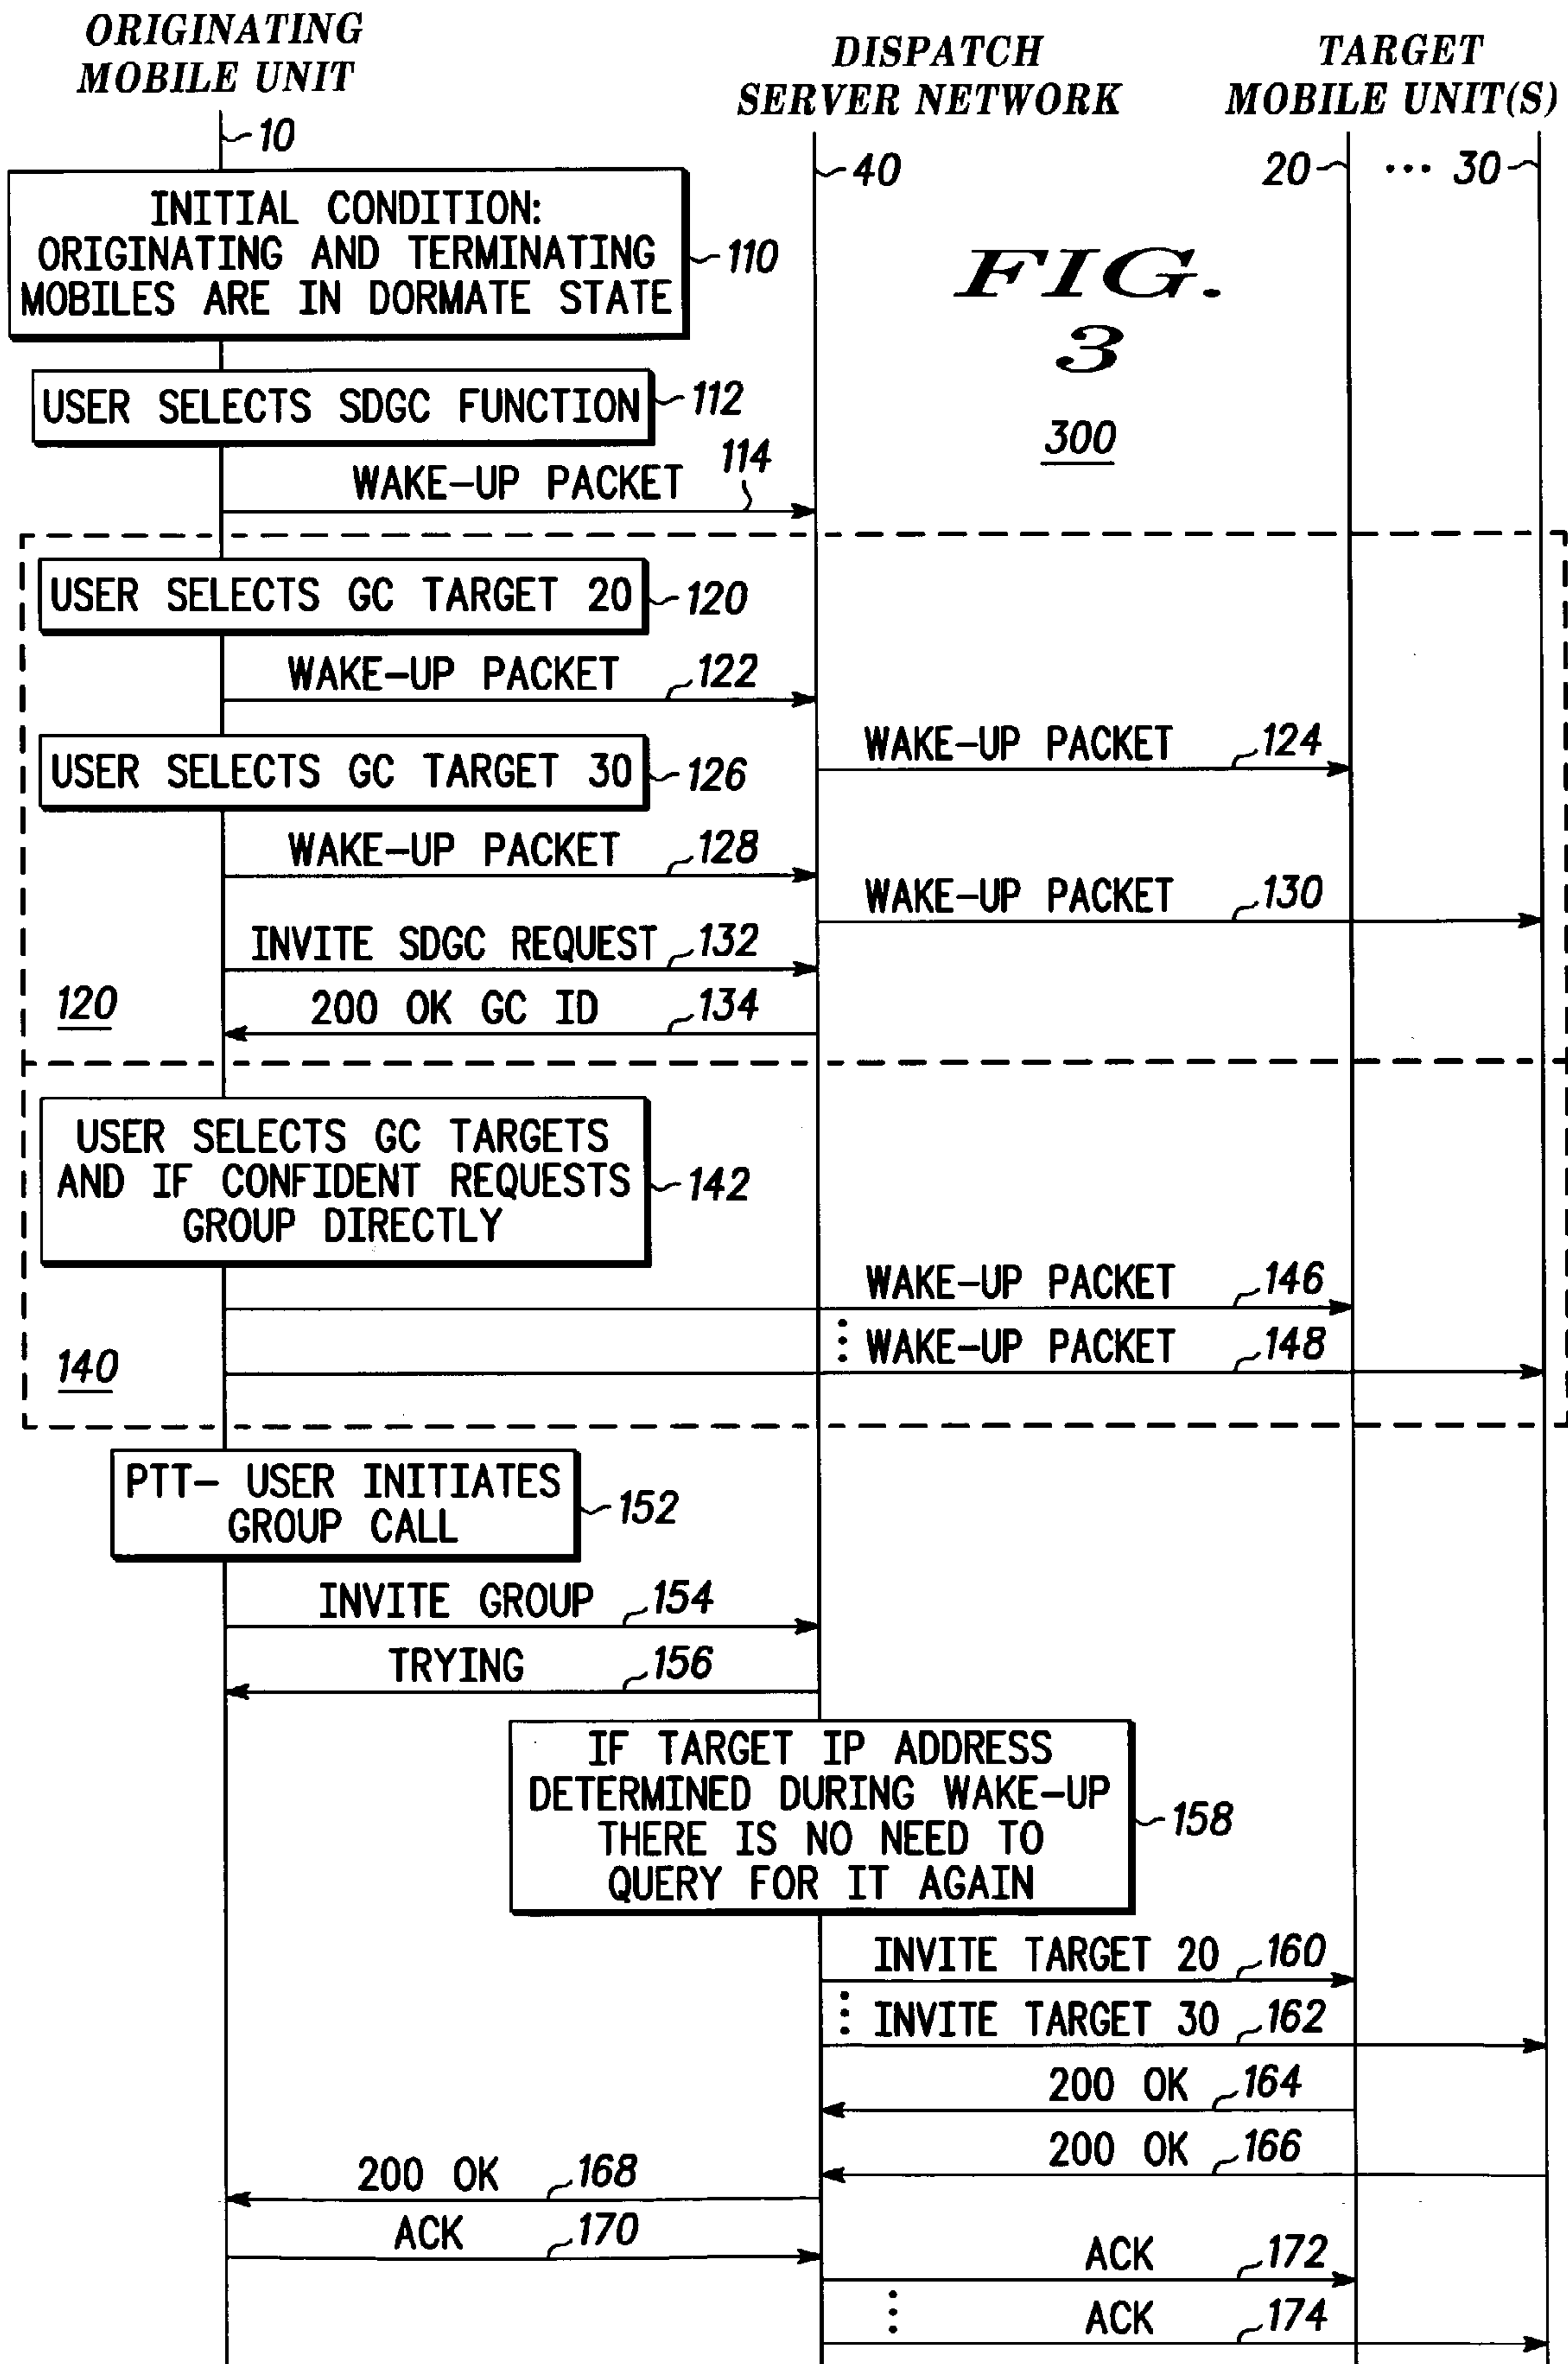 ORIGINATING
MOBILE UNIT
DISPATCH
SERVER NETWORK
TARGET
MOBILE UNIT(S)
10
40
20
... 30
INITIAL CONDITION:
ORIGINATING AND TERMINATING
MOBILES ARE IN DORMATE STATE
110
FIG.
3
300
USER SELECTS SDGC FUNCTION
112
WAKE-UP PACKET
114
USER SELECTS GC TARGET 20
120
WAKE-UP PACKET
122
WAKE-UP PACKET
124
USER SELECTS GC TARGET 30
126
WAKE-UP PACKET
128
WAKE-UP PACKET
130
INVITE SDGC REQUEST
132
200 OK GC ID
134
120
USER SELECTS GC TARGETS
AND IF CONFIDENT REQUESTS
GROUP DIRECTLY
142
WAKE-UP PACKET
146
WAKE-UP PACKET
148
140
PTT- USER INITIATES
GROUP CALL
152
INVITE GROUP
154
TRYING
156
IF TARGET IP ADDRESS
DETERMINED DURING WAKE-UP
THERE IS NO NEED TO
QUERY FOR IT AGAIN
158
INVITE TARGET 20
160
INVITE TARGET 30
162
200 OK
164
200 OK
166
200 OK
168
ACK
170
ACK
172
ACK
174